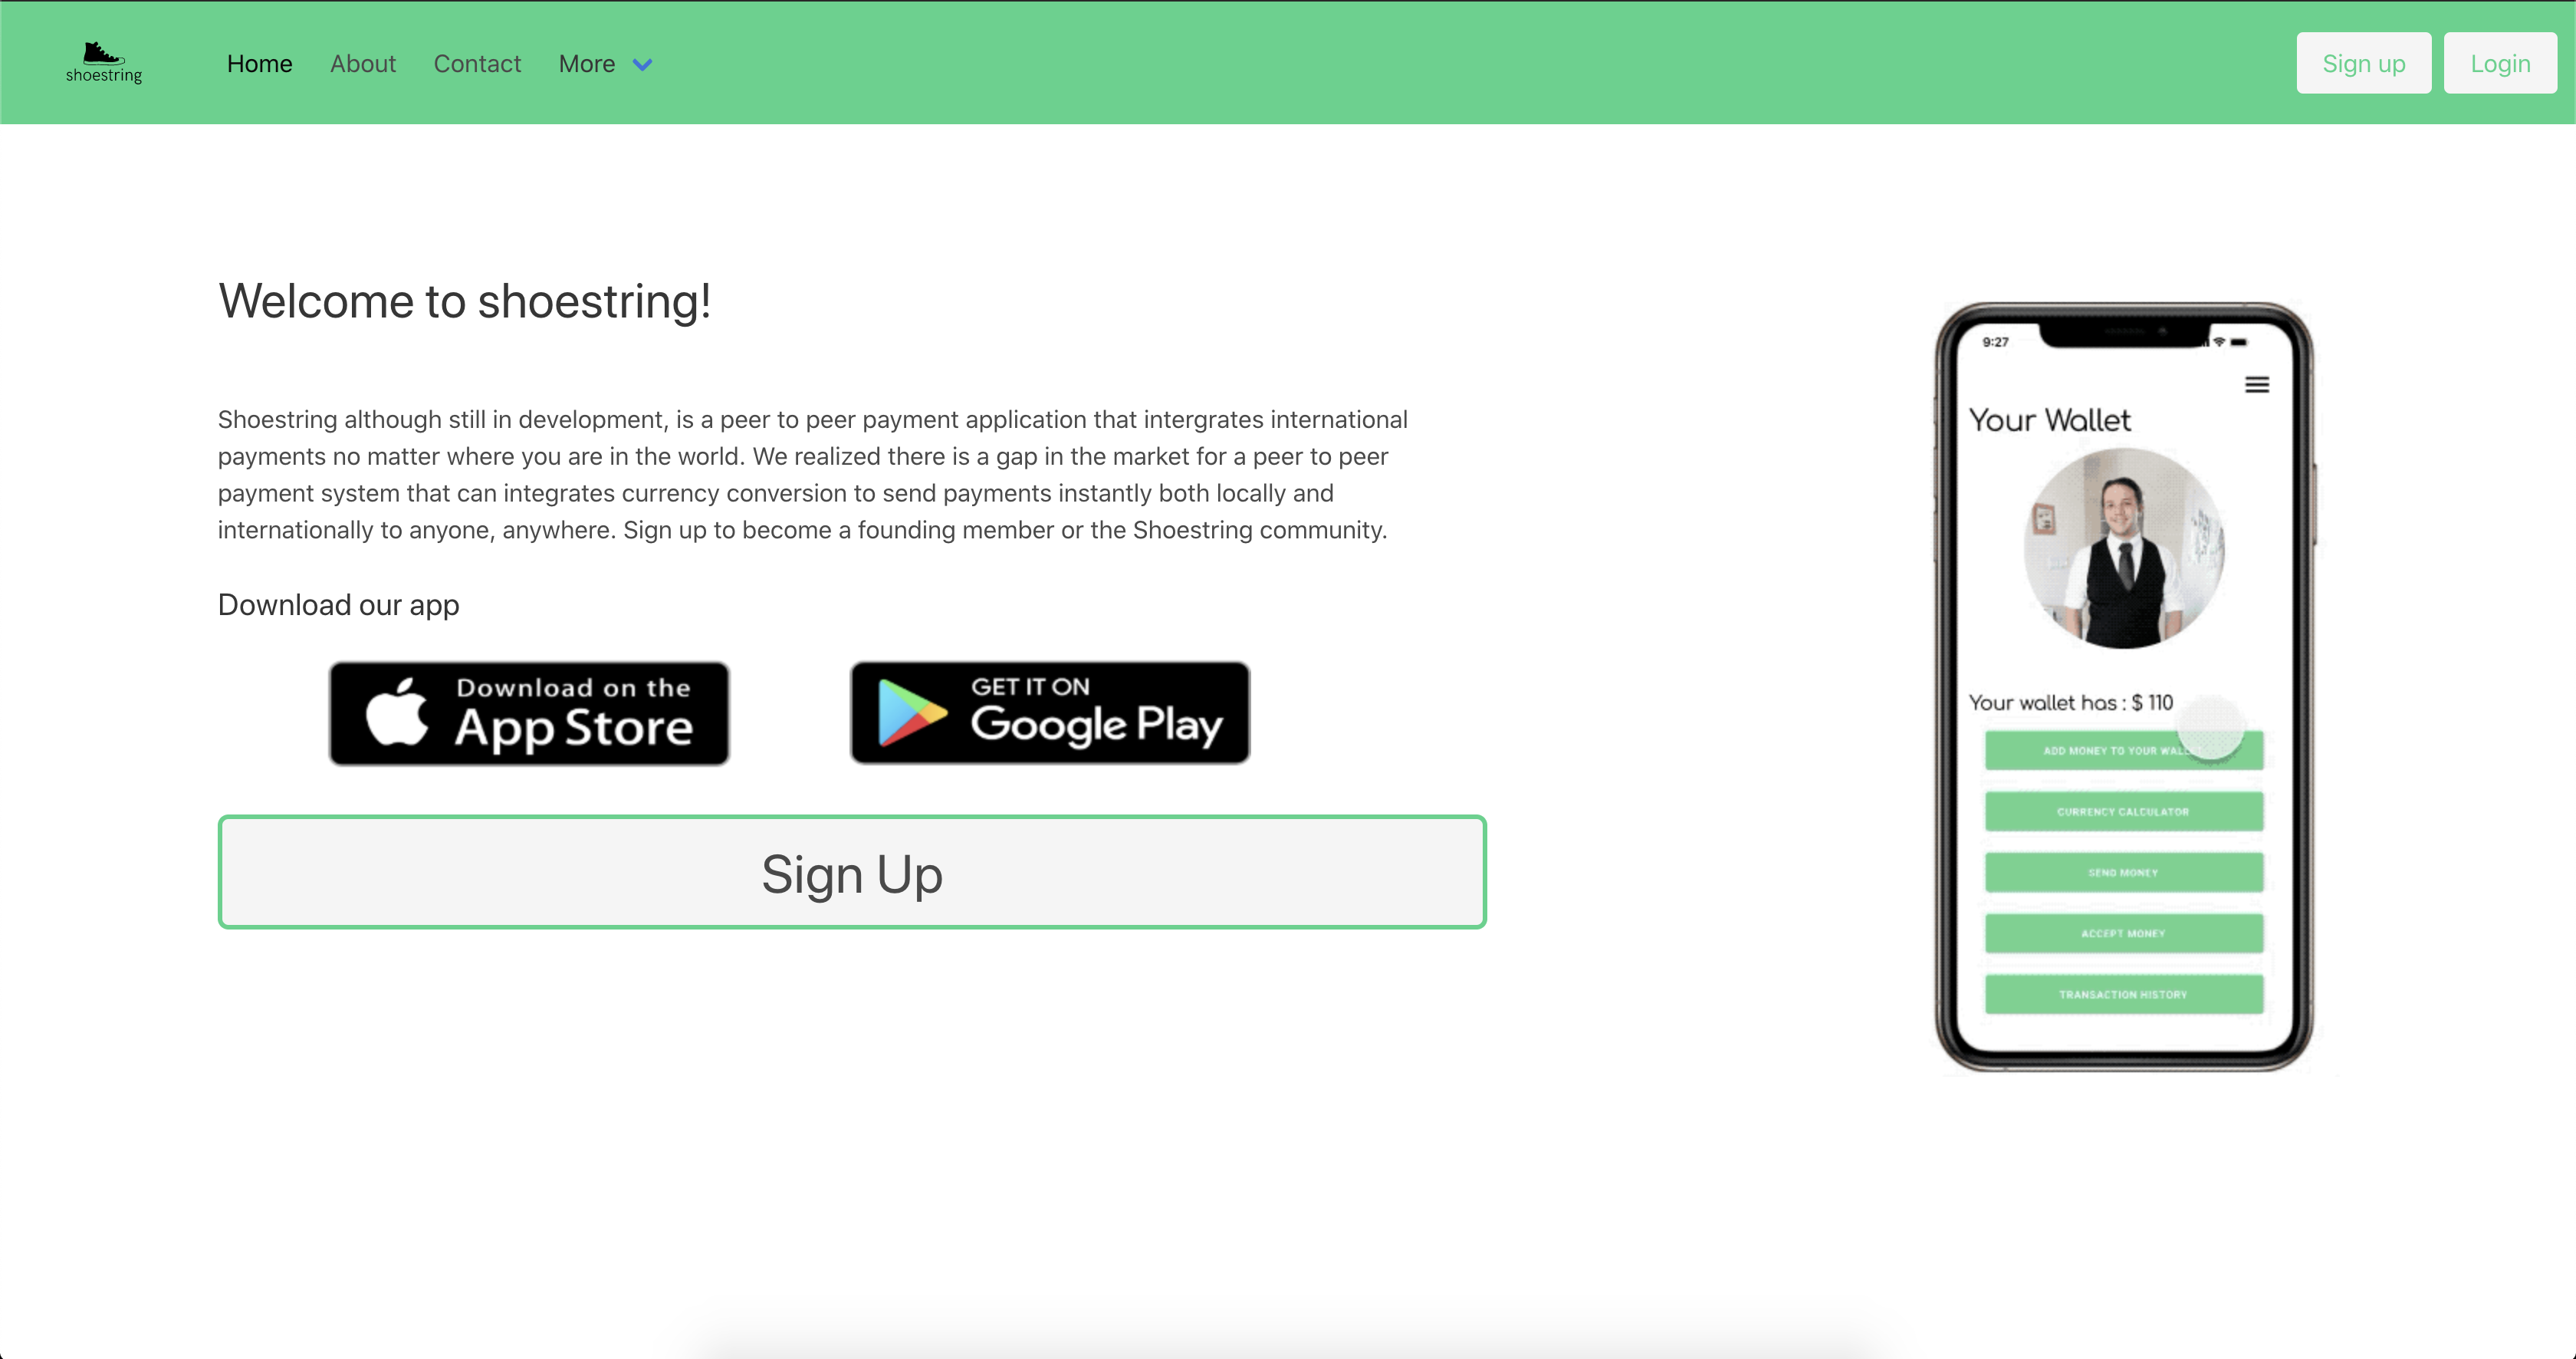 shoestring
Home
About
Contact
More
Sign up
Login
Welcome to shoestring!
Shoestring although still in development, is a peer to peer payment application that intergrates international
payments no matter where you are in the world. We realized there is a gap in the market for a peer to peer
payment system that can integrates currency conversion to send payments instantly both locally and
internationally to anyone, anywhere. Sign up to become a founding member or the Shoestring community.
Download our app
Download on the
App Store
GET IT ON
Google Play
Sign Up
9:27
Your Wallet
Your wallet has : $ 110
ADD MONEY TO YOUR
CURRENCY CALCULATOR
SEND MONEY
ACCEPT MONEY
TRANSACTION HISTORY